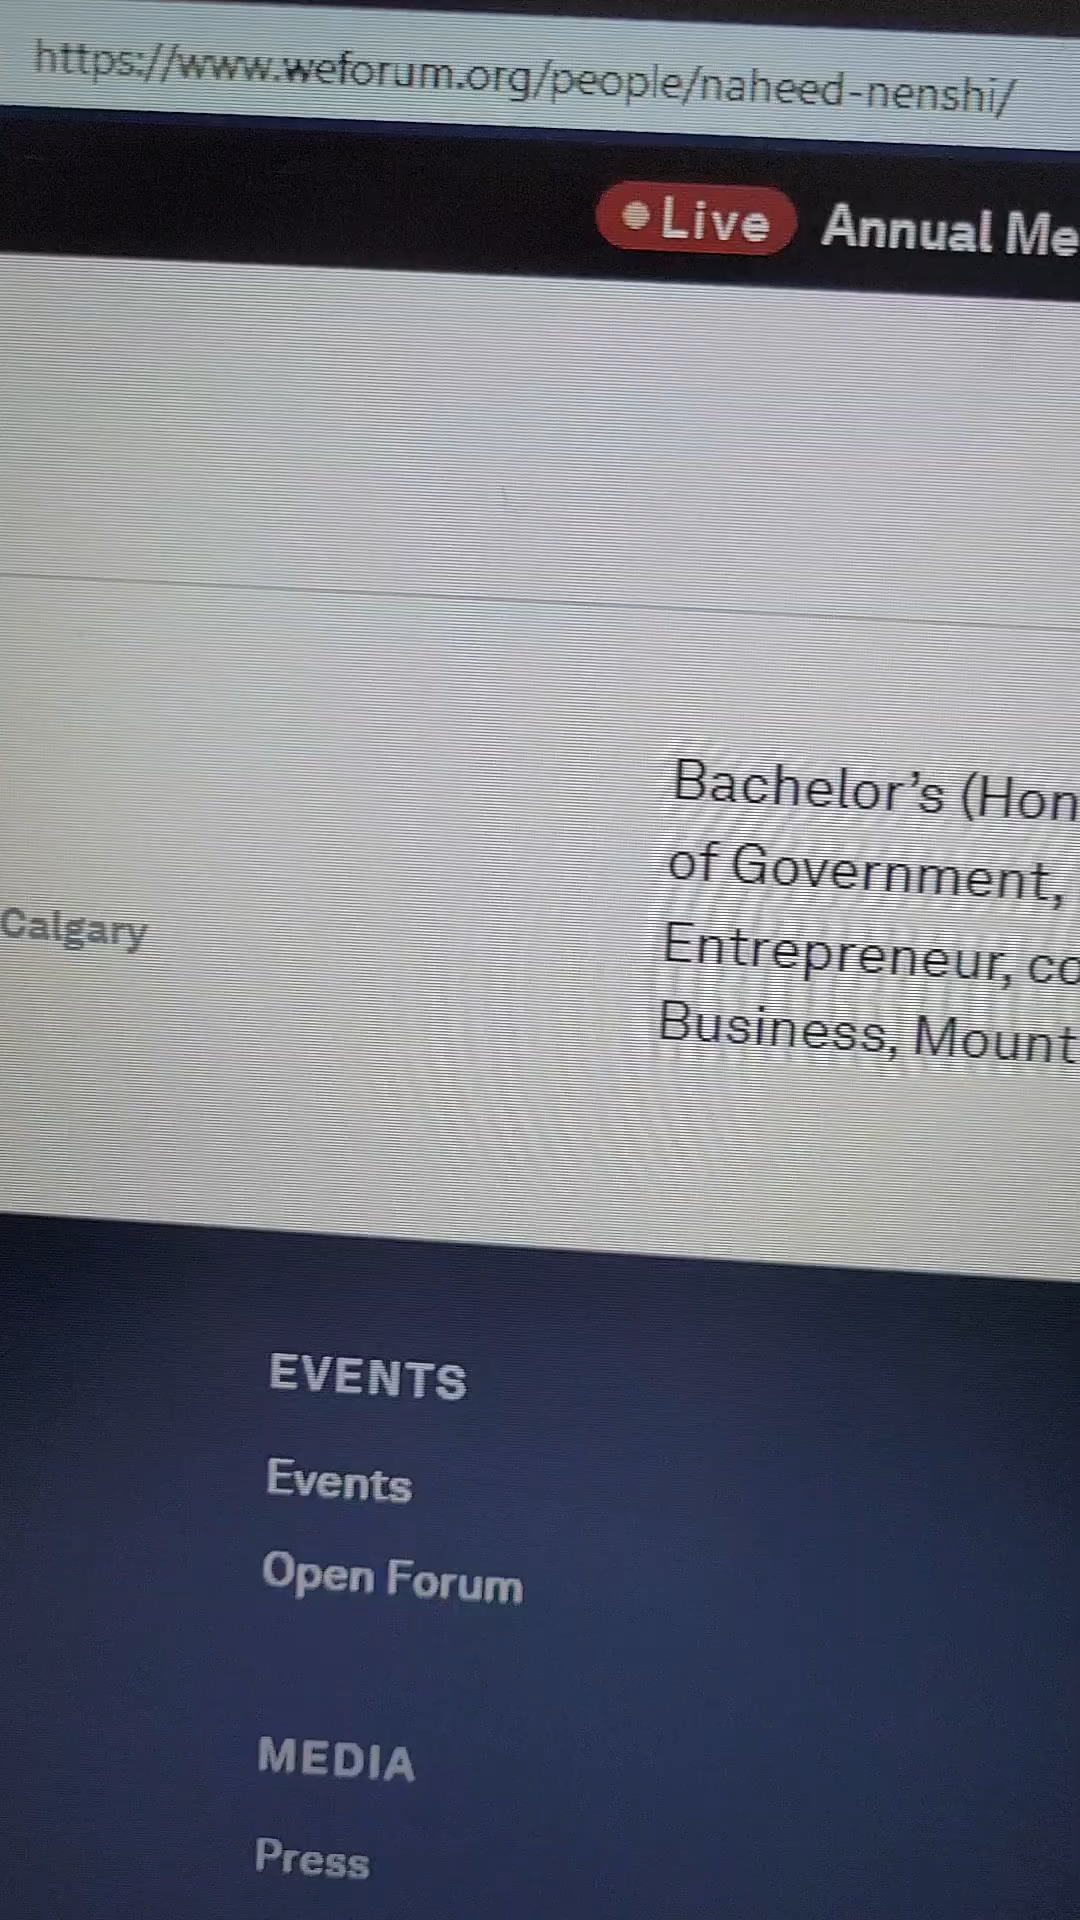 https://www.weforum.org/people/naheed-nenshi/
Live Annual Me
Bachelor's (Hon
of Government,
Calgary
Entrepreneur, co
Business, Mount
EVENTS
Events
Open Forum
MEDIA
Press